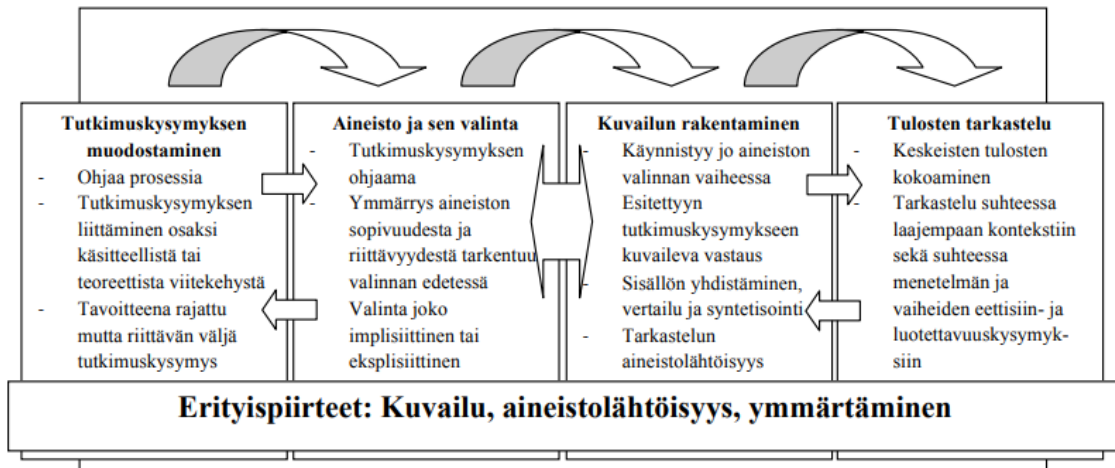 Tutkimuskysymyksen
muodostaminen
- Ohjaa prosessia
- Tutkimuskysymyksen
liittäminen osaksi
käsitteellistä tai
teoreettista viitekehystä
- Tavoitteena rajattu
mutta riittävän väljä
tutkimuskysymys
Aineisto ja sen valinta
- Tutkimuskysymyksen
ohjaama
- Ymmärrys aineiston
sopivuudesta ja
riittävyydestä tarkentuu
valinnan edetessä
- Valinta joko
implisiittinen tai
eksplisiittinen
Kuvailun rakentaminen
- Käynnistyy jo aineiston
valinnan vaiheessa
- Esitettyyn
tutkimuskysymykseen
kuvaileva vastaus
- Sisällön yhdistäminen,
vertailu ja syntetisointi
- Tarkastelun
aineistolähtöisyys
Tulosten tarkastelu
- Keskeisten tulosten
kokoaminen
- Tarkastelu suhteessa
laajempaan kontekstiin
sekä suhteessa
menetelmän ja
vaiheiden eettisiin- ja
luotettavuuskysymyk-
siin
Erityispiirteet: Kuvailu, aineistolähtöisyys, ymmärtäminen